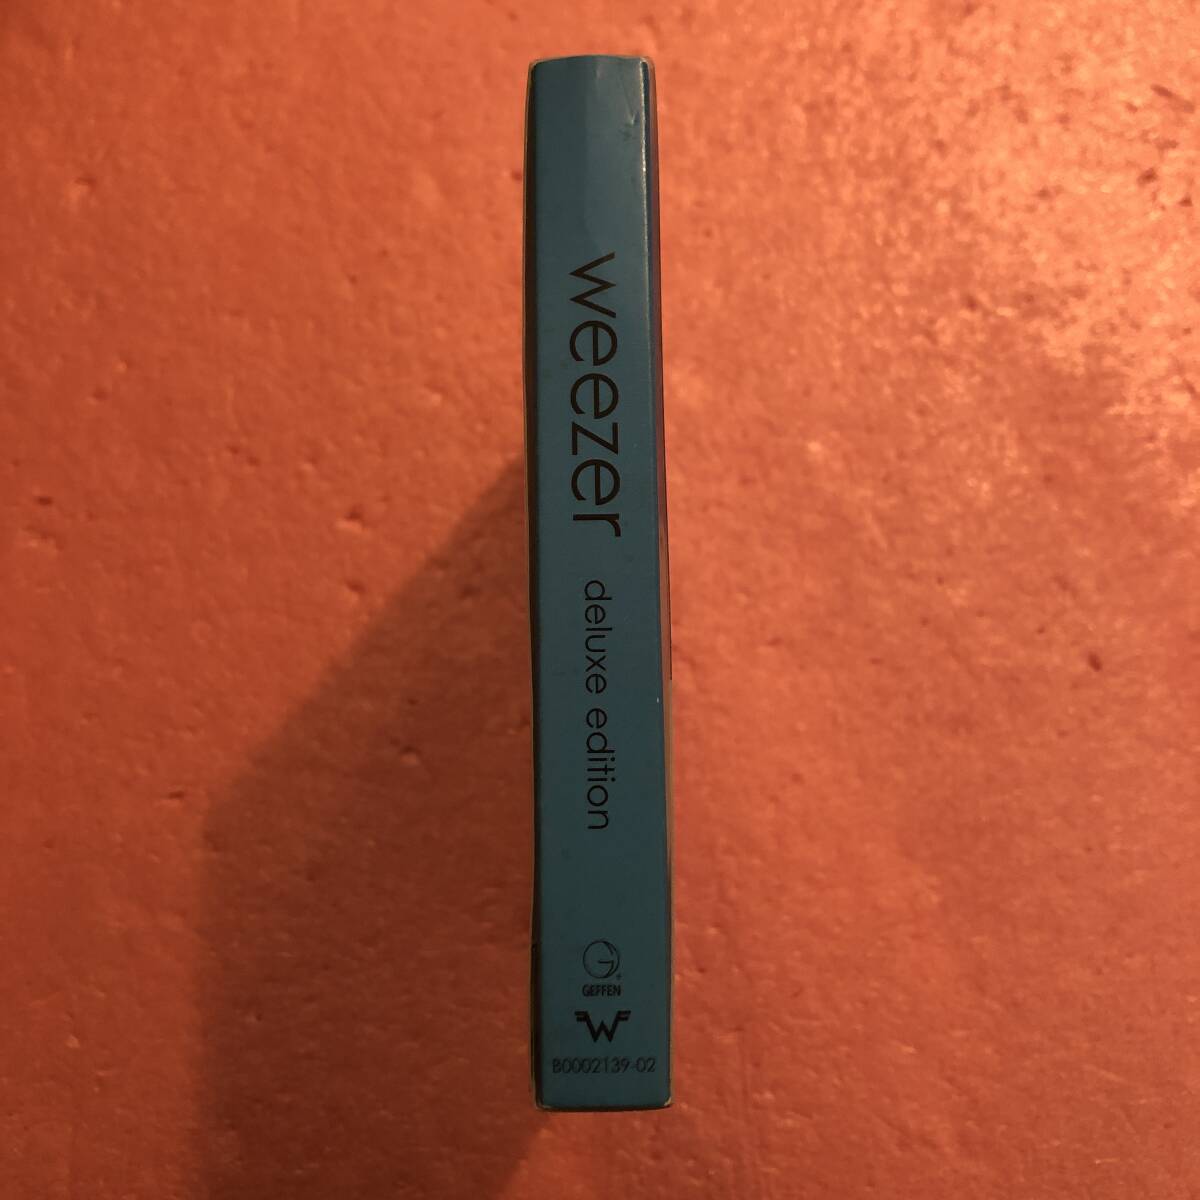 weezer deluxe edition
GEFFEN
W
B0002139-02